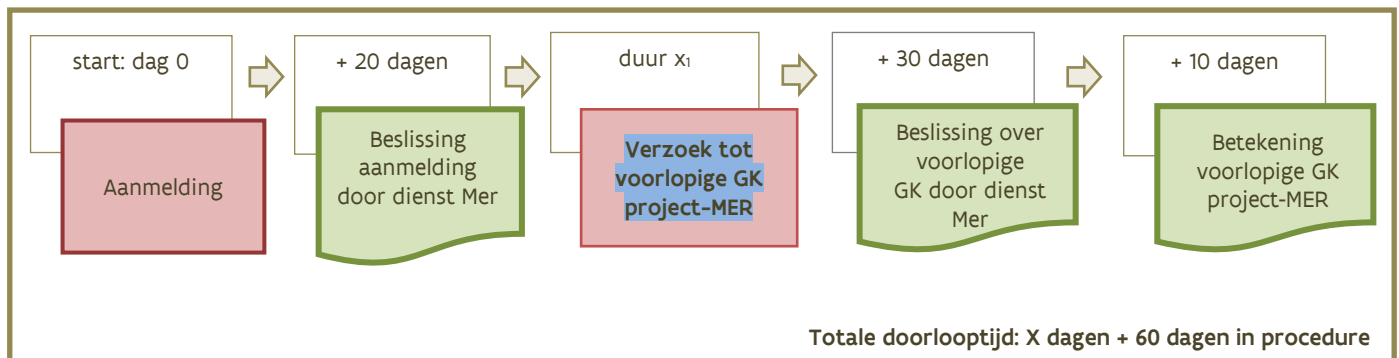 start: dag 0
Aanmelding
+ 20 dagen
Beslissing
aanmelding
door dienst Mer
duur x₁
Verzoek tot
voorlopige GK
project-MER
+ 30 dagen
Beslissing over
voorlopige
GK door dienst
Mer
+ 10 dagen
Betekening
voorlopige GK
project-MER
Totale doorlooptijd: X dagen + 60 dagen in procedure